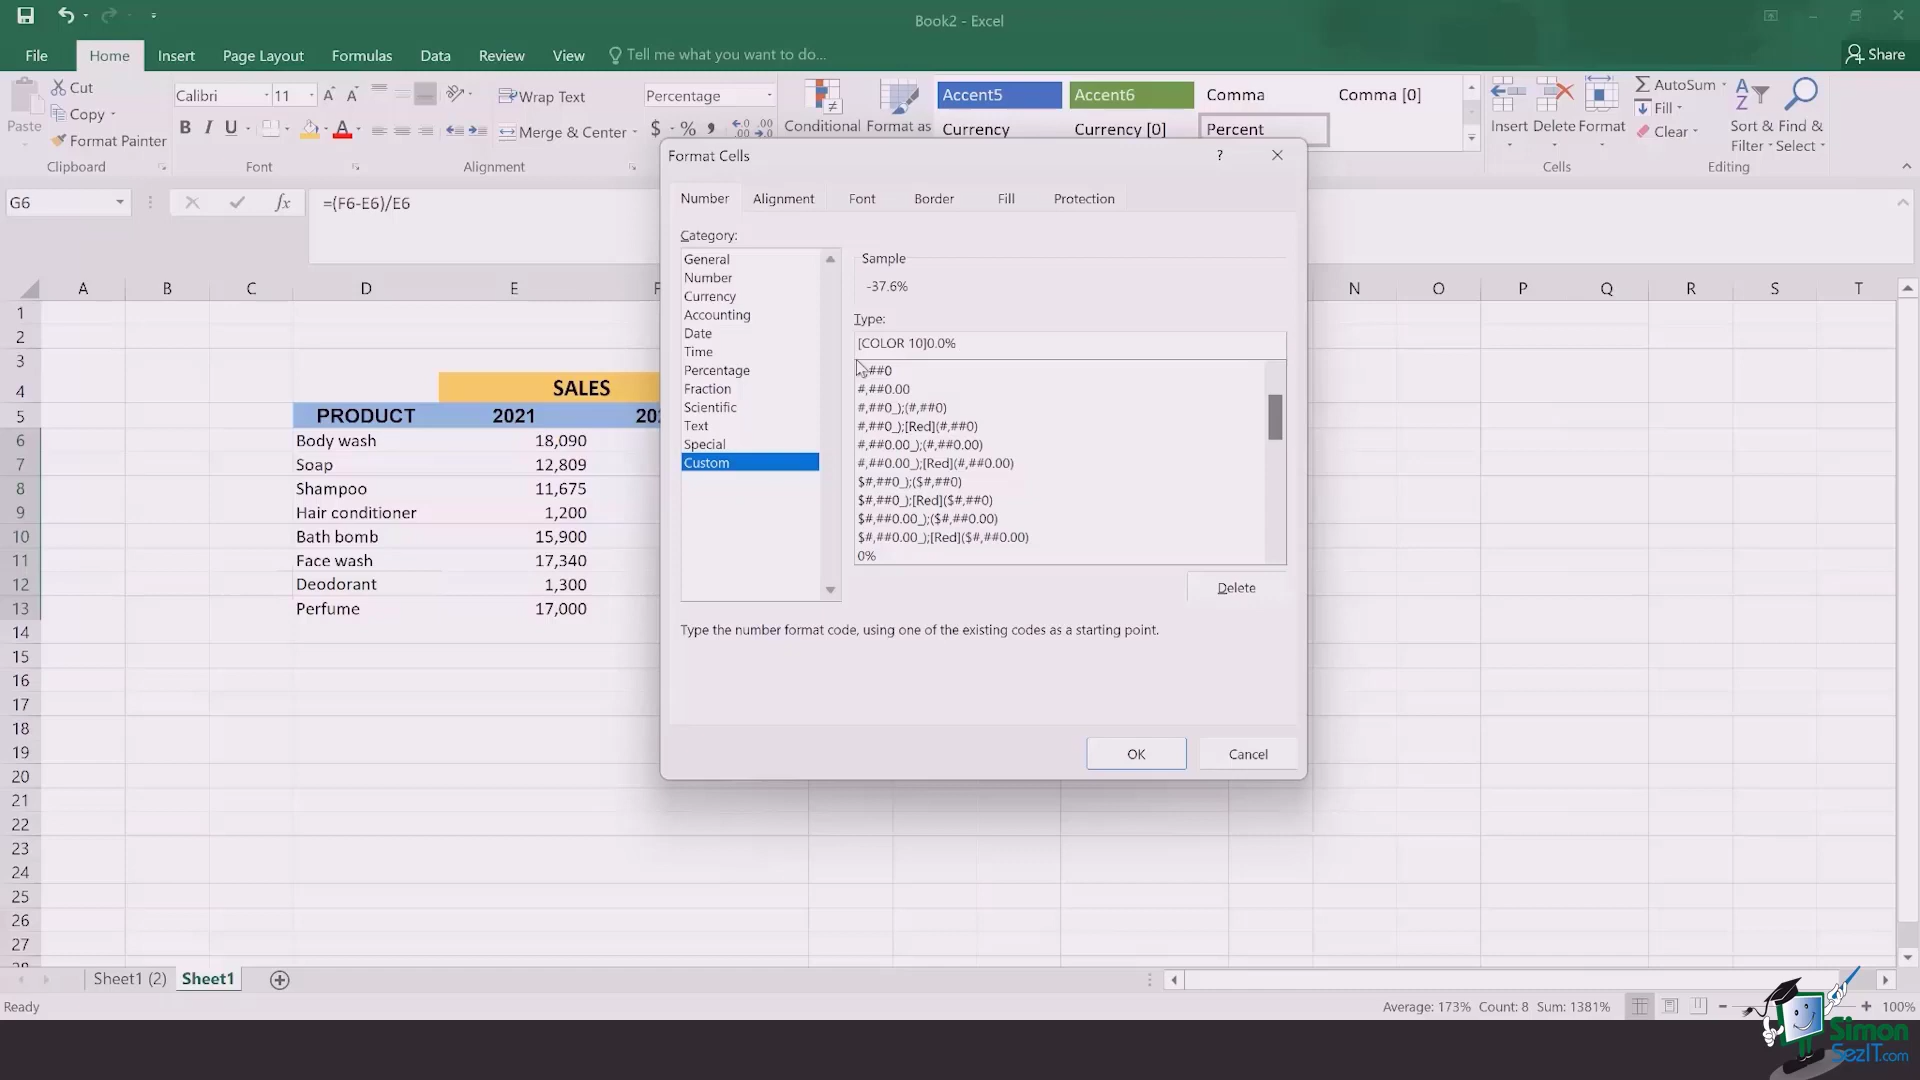 Book2 - Excel
File Home Insert Page Layout Formulas Data Review View Tell me what you want to do... Share
Paste Cut Copy Format Painter Clipboard
Calibri 11 B I U A Font
Wrap Text Merge & Center Alignment
Percentage $ % ,
Conditional Format as
Accent5 Accent6 Comma Comma [0]
Currency Currency [0] Percent
Insert Delete Format Cells
AutoSum Fill Clear Sort & Filter Find & Select Editing
G6 fx =(F6-E6)/E6
A B C D E F N O P Q R S T
1
2
3
4 SALES
5 PRODUCT 2021 20
6 Body wash 18,090
7 Soap 12,809
8 Shampoo 11,675
9 Hair conditioner 1,200
10 Bath bomb 15,900
11 Face wash 17,340
12 Deodorant 1,300
13 Perfume 17,000
14
15
16
17
18
19
20
21
22
23
24
25
26
27
28
Format Cells ?
Number Alignment Font Border Fill Protection
Category:
General
Number
Currency
Accounting
Date
Time
Percentage
Fraction
Scientific
Text
Special
Custom
Sample
-37.6%
Type:
[COLOR 10]0.0%
##0
#,##0.00
#,##0_);(#,##0)
#,##0_);[Red](#,##0)
#,##0.00_);(#,##0.00)
#,##0.00_);[Red](#,##0.00)
$#,##0_);($#,##0)
$#,##0_);[Red]($#,##0)
$#,##0.00_);($#,##0.00)
$#,##0.00_);[Red]($#,##0.00)
0%
Delete
Type the number format code, using one of the existing codes as a starting point.
OK Cancel
Sheet1 (2) Sheet1
Ready Average: 173% Count: 8 Sum: 1381% 100%
Simon
SezIT.com